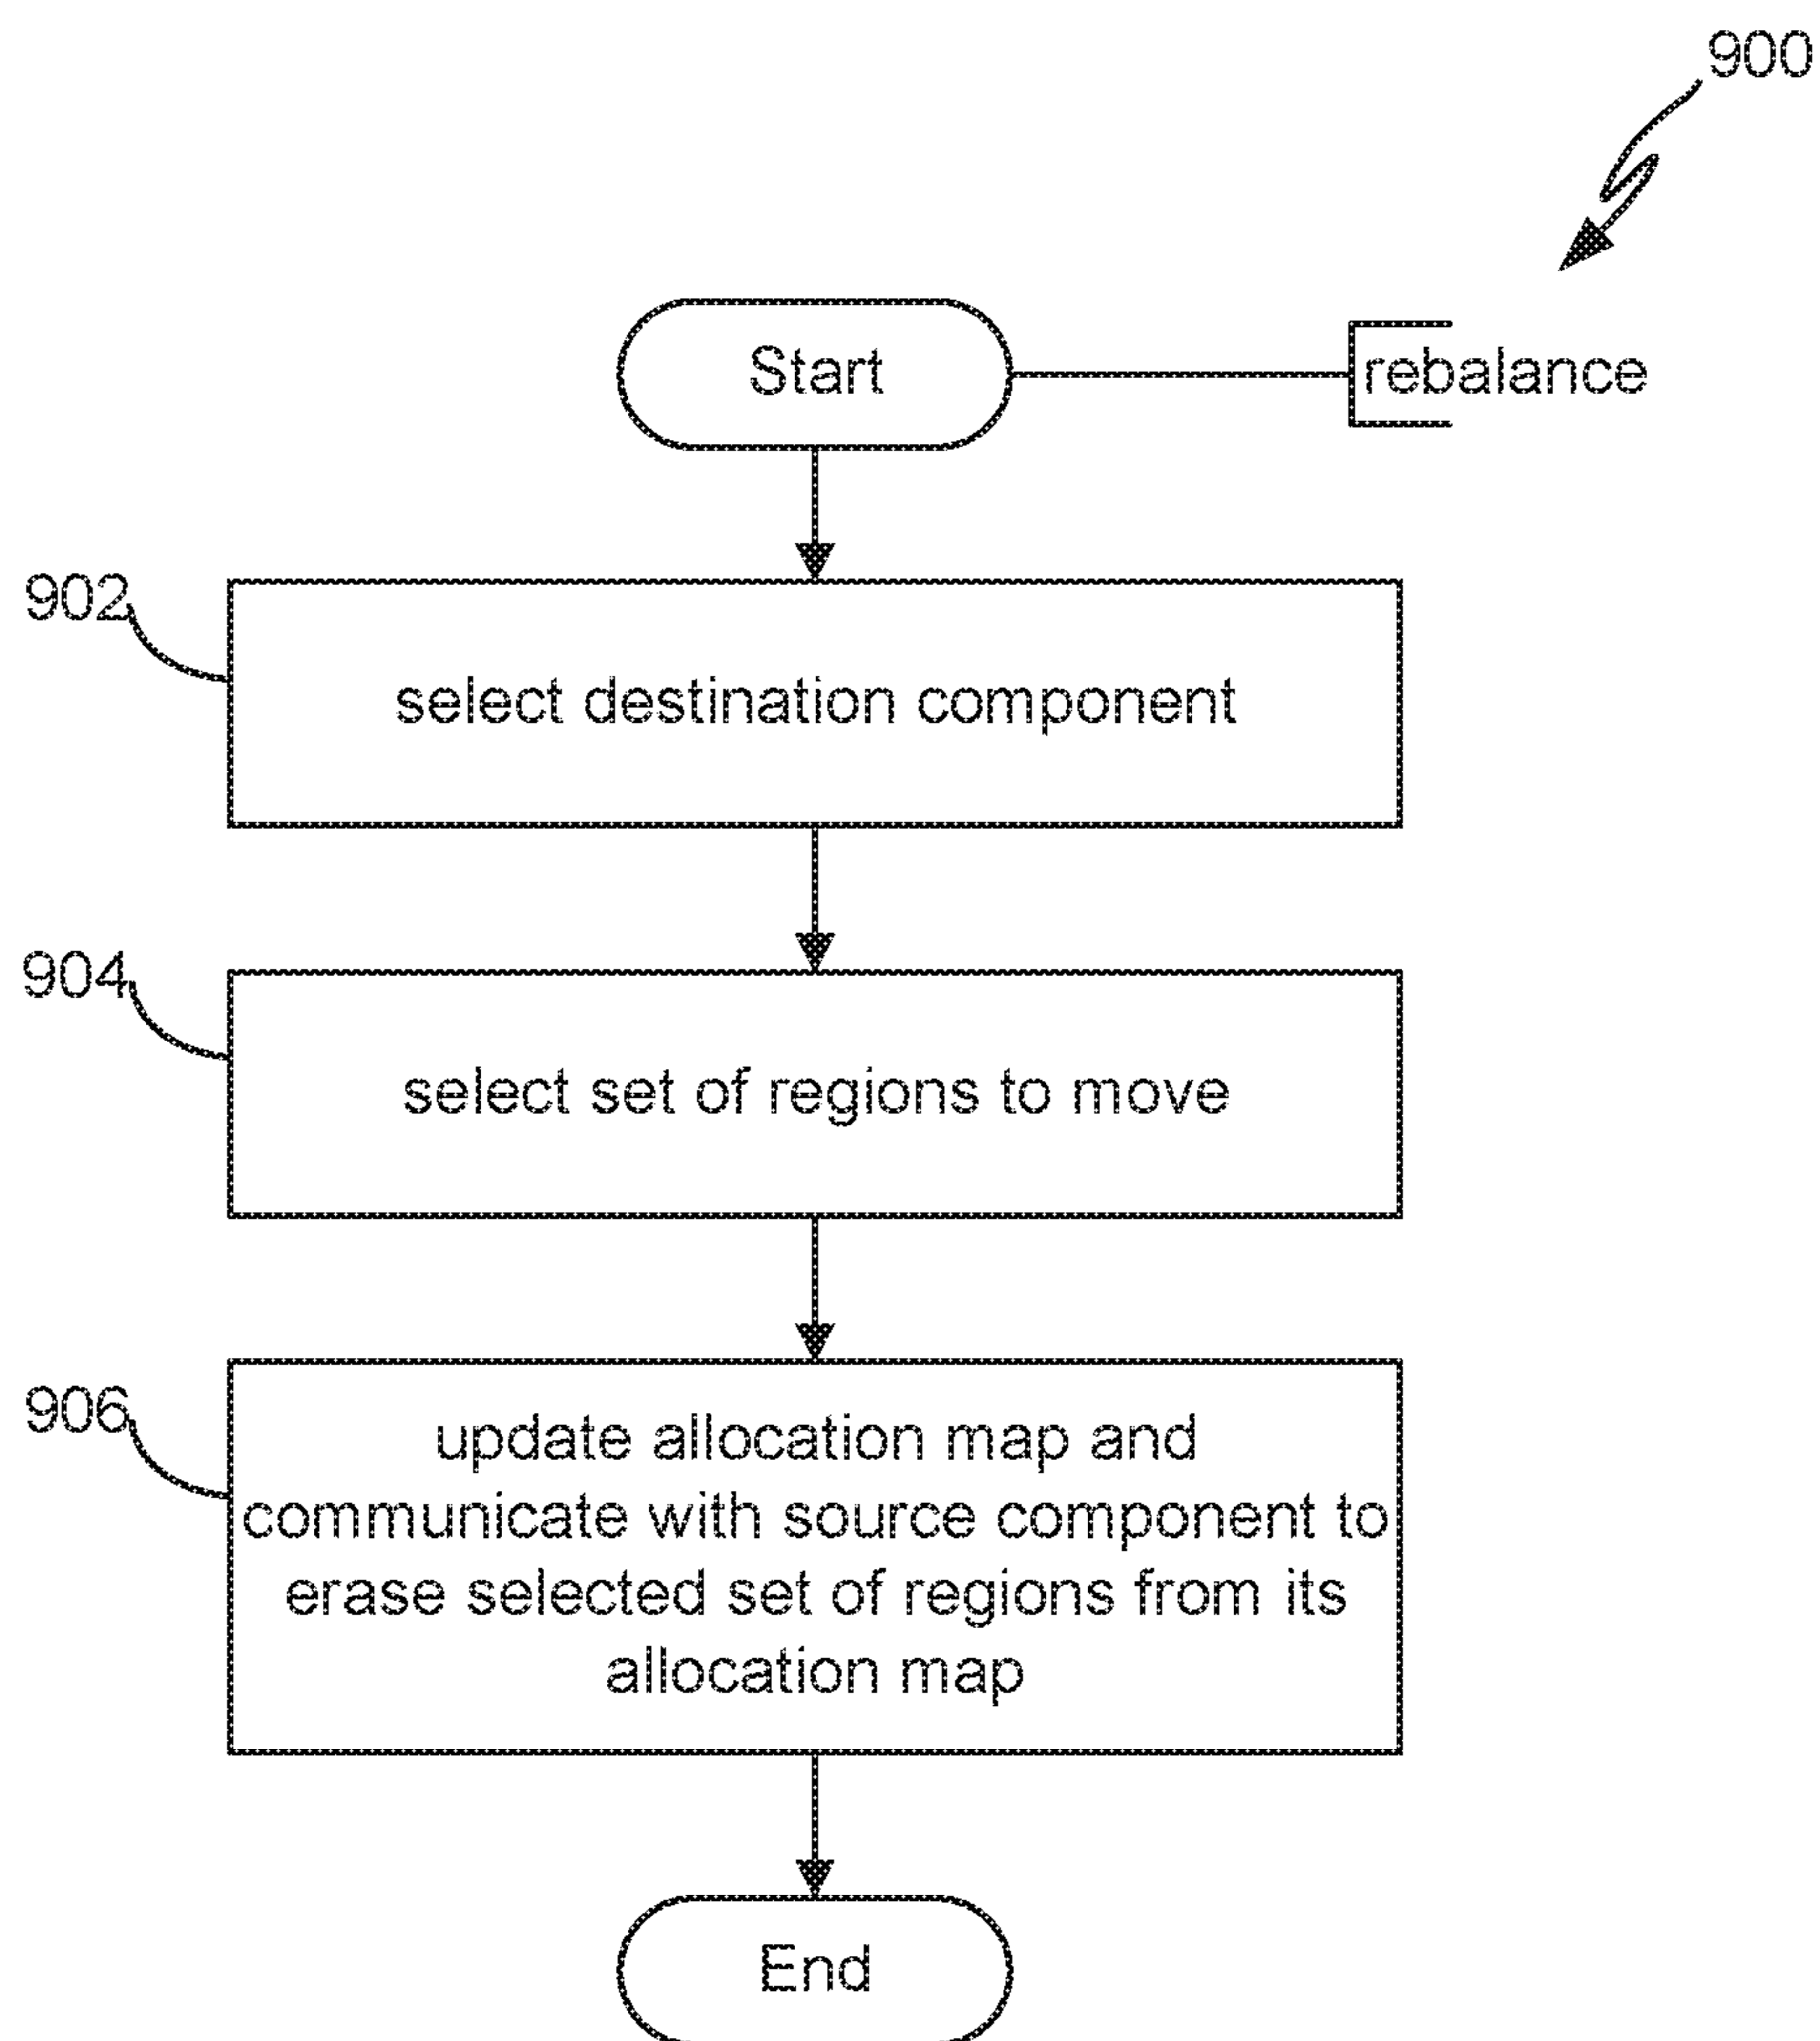 900
Start
rebalance
902
select destination component
904
select set of regions to move
906
update allocation map and
communicate with source component to
erase selected set of regions from its
allocation map
End